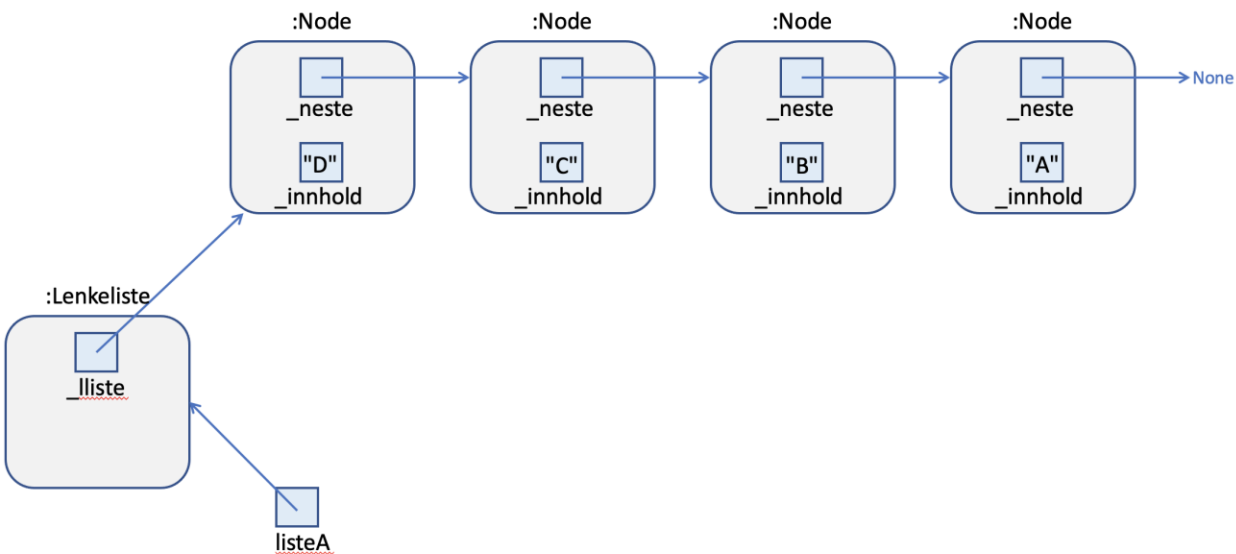 :Node :Node :Node :Node
_neste _neste _neste _neste None
"D" "C" "B" "A"
_innhold _innhold _innhold _innhold
:Lenkeliste
_lliste
listeA